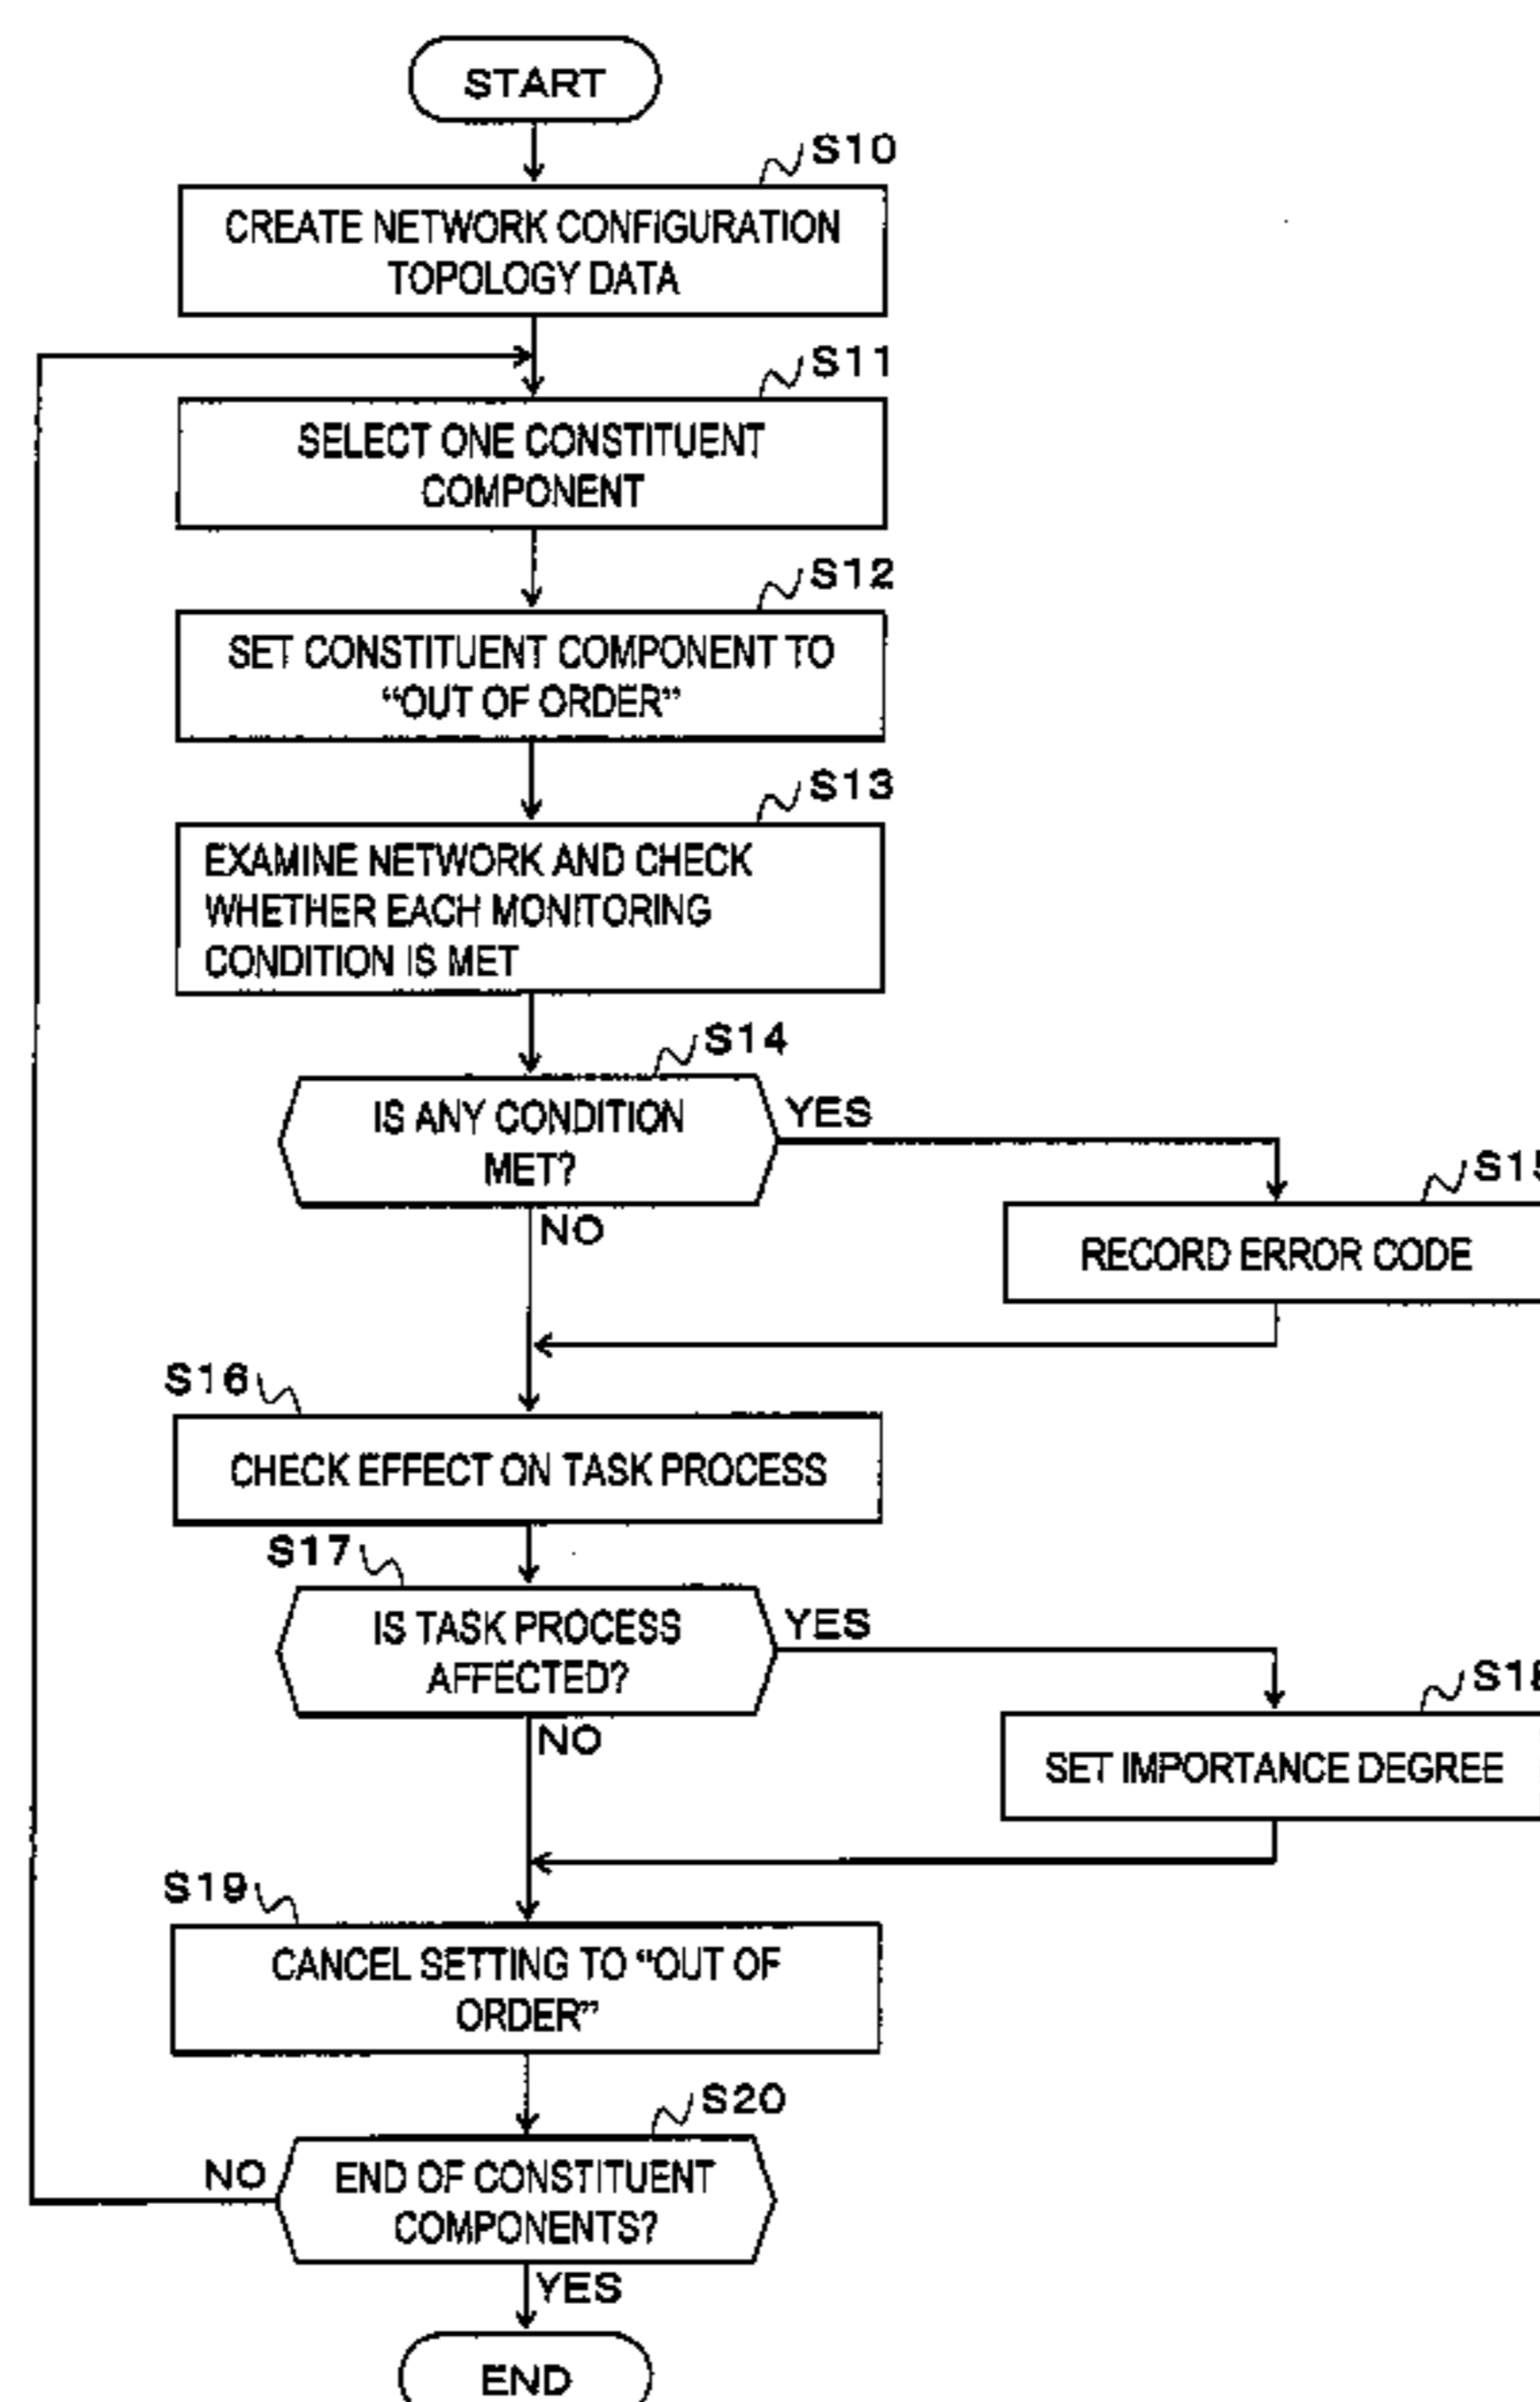 START
S10
CREATE NETWORK CONFIGURATION
TOPOLOGY DATA
S11
SELECT ONE CONSTITUENT
COMPONENT
S12
SET CONSTITUENT COMPONENT TO
“OUT OF ORDER”
S13
EXAMINE NETWORK AND CHECK
WHETHER EACH MONITORING
CONDITION IS MET
S14
IS ANY CONDITION
MET?
YES
NO
S15
RECORD ERROR CODE
S16
CHECK EFFECT ON TASK PROCESS
S17
IS TASK PROCESS
AFFECTED?
YES
NO
S18
SET IMPORTANCE DEGREE
S19
CANCEL SETTING TO “OUT OF
ORDER”
S20
END OF CONSTITUENT
COMPONENTS?
NO
YES
END